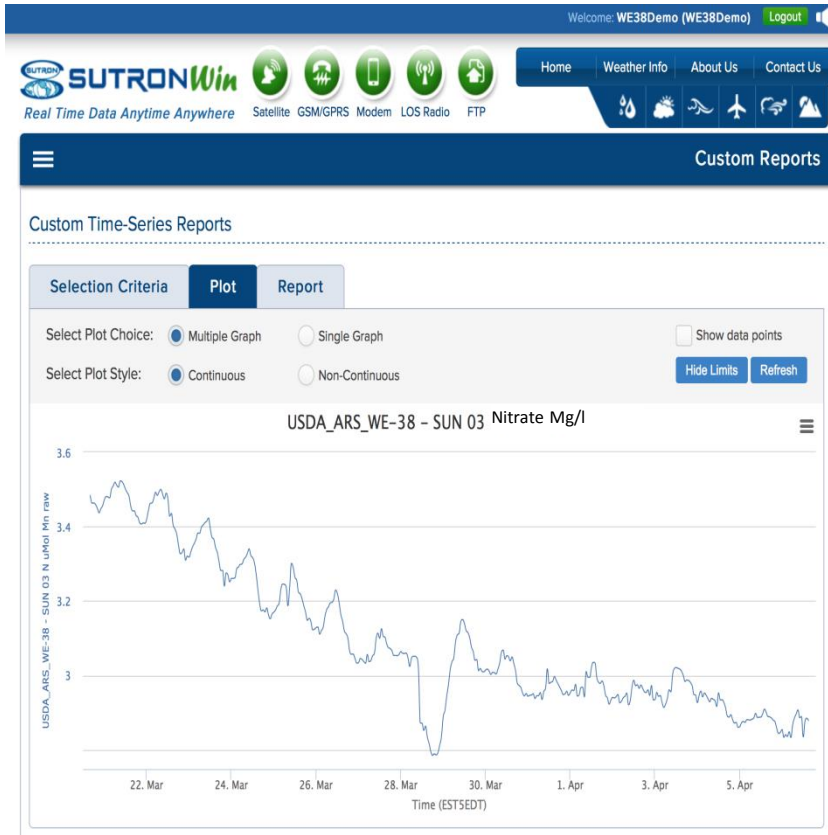 Welcome: WE38Demo (WE38Demo) Logout
SUTRON SUTRONWin
Real Time Data Anytime Anywhere
Satellite GSM/GPRS Modem LOS Radio FTP
Home Weather Info About Us Contact Us
Custom Reports
Custom Time-Series Reports
Selection Criteria Plot Report
Select Plot Choice: Multiple Graph Single Graph Show data points
Select Plot Style: Continuous Non-Continuous Hide Limits Refresh
USDA_ARS_WE-38 - SUN 03 Nitrate Mg/l
USDA_ARS_WE-38 - SUN 03 N uMol Mn raw
3.6
3.4
3.2
3
22. Mar 24. Mar 26. Mar 28. Mar 30. Mar 1. Apr 3. Apr 5. Apr
Time (EST5EDT)